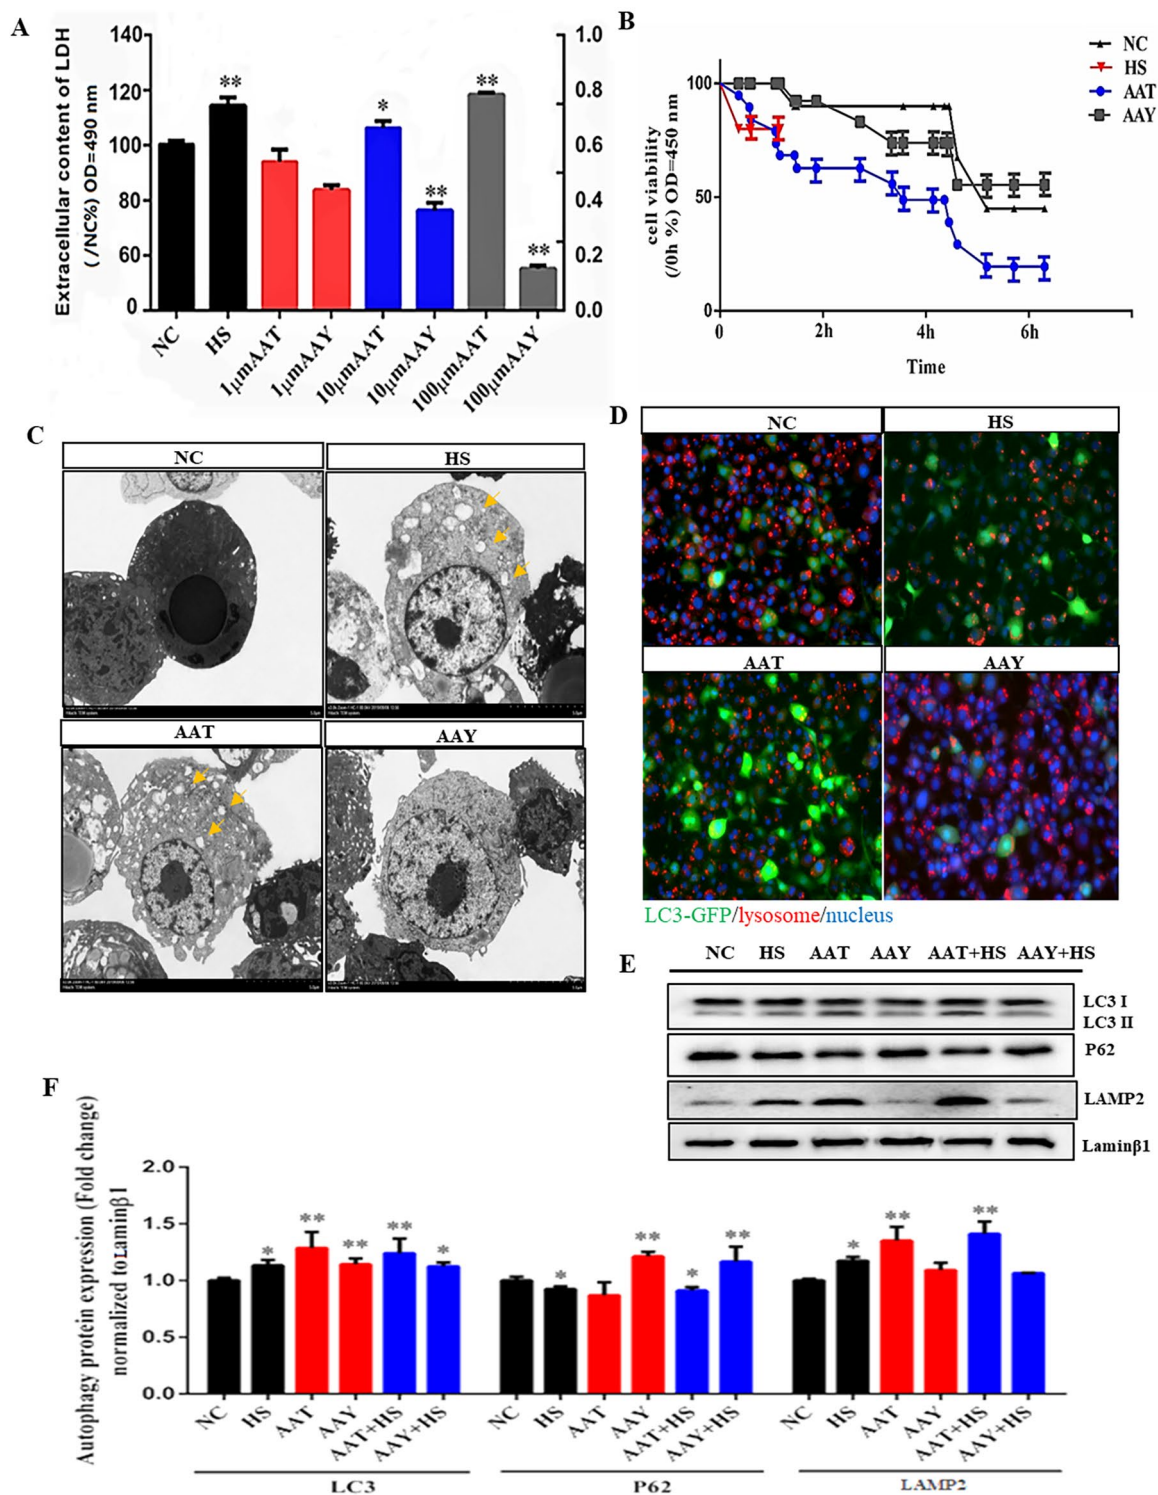 A
Extracellular content of LDH
( /NC%) OD=490 nm
140
120
100
80
60
0
1.0
0.8
0.6
0.4
0.2
0.0
**
*
**
**
**
NC
HS
1μmAAT
1μmAAY
10μmAAT
10μmAAY
100μmAAT
100μmAAY
B
cell viability
(/0h %) OD=450 nm
100
50
0
0
2h
4h
6h
Time
NC
HS
AAT
AAY
C
NC
HS
AAT
AAY
D
NC
HS
AAT
AAY
LC3-GFP/lysosome/nucleus
E
NC HS AAT AAY AAT+HS AAY+HS
LC3 I
LC3 II
P62
LAMP2
Laminβ1
F
Autophagy protein expression (Fold change)
normalized toLaminβ1
2.0
1.5
1.0
0.5
0.0
*
**
**
**
*
*
**
*
**
*
**
**
NC
HS
AAT
AAY
AAT+HS
AAY+HS
NC
HS
AAT
AAY
AAT+HS
AAY+HS
NC
HS
AAT
AAY
AAT+HS
AAY+HS
LC3
P62
LAMP2